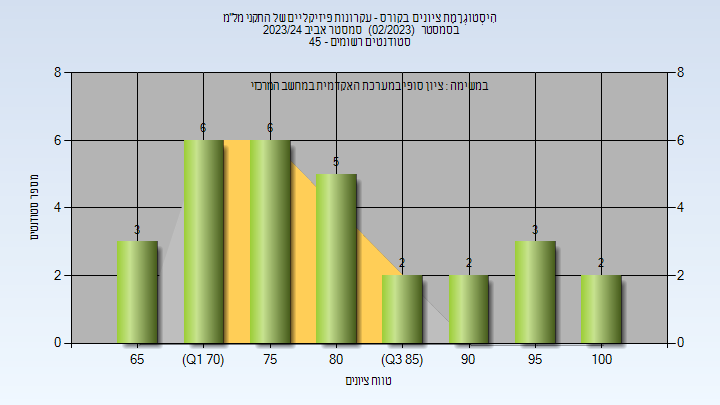 היסטוגרמת ציונים בקורס - עקרונות פיזיקליים של התקני מל"מ
בסמסטר (02/2023) סמסטר אביב 2023/24
סטודנטים רשומים - 45
במשימה : ציון סופי במערכת האקדמית במחשב המרכזי
מספר סטודנטים
8 8
6 6
4 4
2 2
0 0
3 6 6 5 2 2 3 2
65 (Q1 70) 75 80 (Q3 85) 90 95 100
טווח ציונים